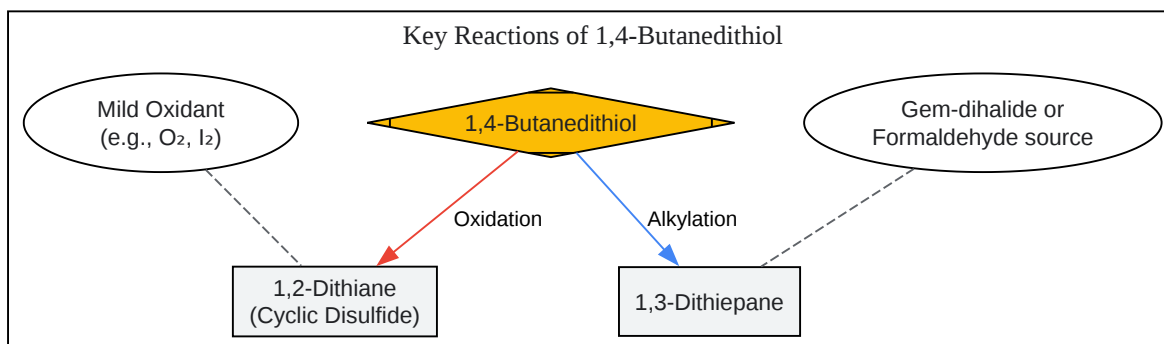 Key Reactions of 1,4-Butanedithiol
Mild Oxidant
(e.g., O₂, I₂)
1,4-Butanedithiol
Gem-dihalide or
Formaldehyde source
Oxidation
Alkylation
1,2-Dithiane
(Cyclic Disulfide)
1,3-Dithiepane